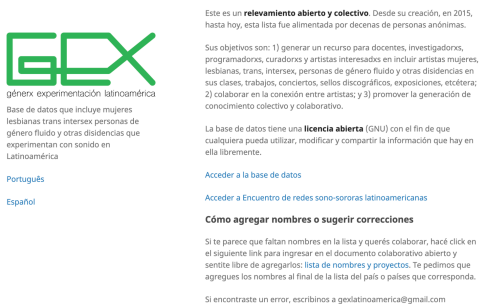 génerx experimentación latinoamérica
Base de datos que incluye mujeres
lesbianas trans intersex personas de
género fluido y otras disidencias que
experimentan con sonido en
Latinoamérica
Português
Español
Este es un relevamiento abierto y colectivo. Desde su creación, en 2015,
hasta hoy, esta lista fue alimentada por decenas de personas anónimas.
Sus objetivos son: 1) generar un recurso para docentes, investigadorxs,
programadorxs, curadorxs y artistas interesadxs en incluir artistas mujeres,
lesbianas, trans, intersex, personas de género fluido y otras disidencias en
sus clases, trabajos, conciertos, sellos discográficos, exposiciones, etcétera;
2) colaborar en la conexión entre artistas; y 3) promover la generación de
conocimiento colectivo y colaborativo.
La base de datos tiene una licencia abierta (GNU) con el fin de que
cualquiera pueda utilizar, modificar y compartir la información que hay en
ella libremente.
Acceder a la base de datos
Acceder a Encuentro de redes sono-sororas latinoamericanas
Cómo agregar nombres o sugerir correcciones
Si te parece que faltan nombres en la lista y querés colaborar, hacé click en
el siguiente link para ingresar en el documento colaborativo abierto y
sentite libre de agregarlos: lista de nombres y proyectos. Te pedimos que
agregues los nombres al final de la lista del país o países que corresponda.
Si encontraste un error, escribinos a gexlatinoamerica@gmail.com